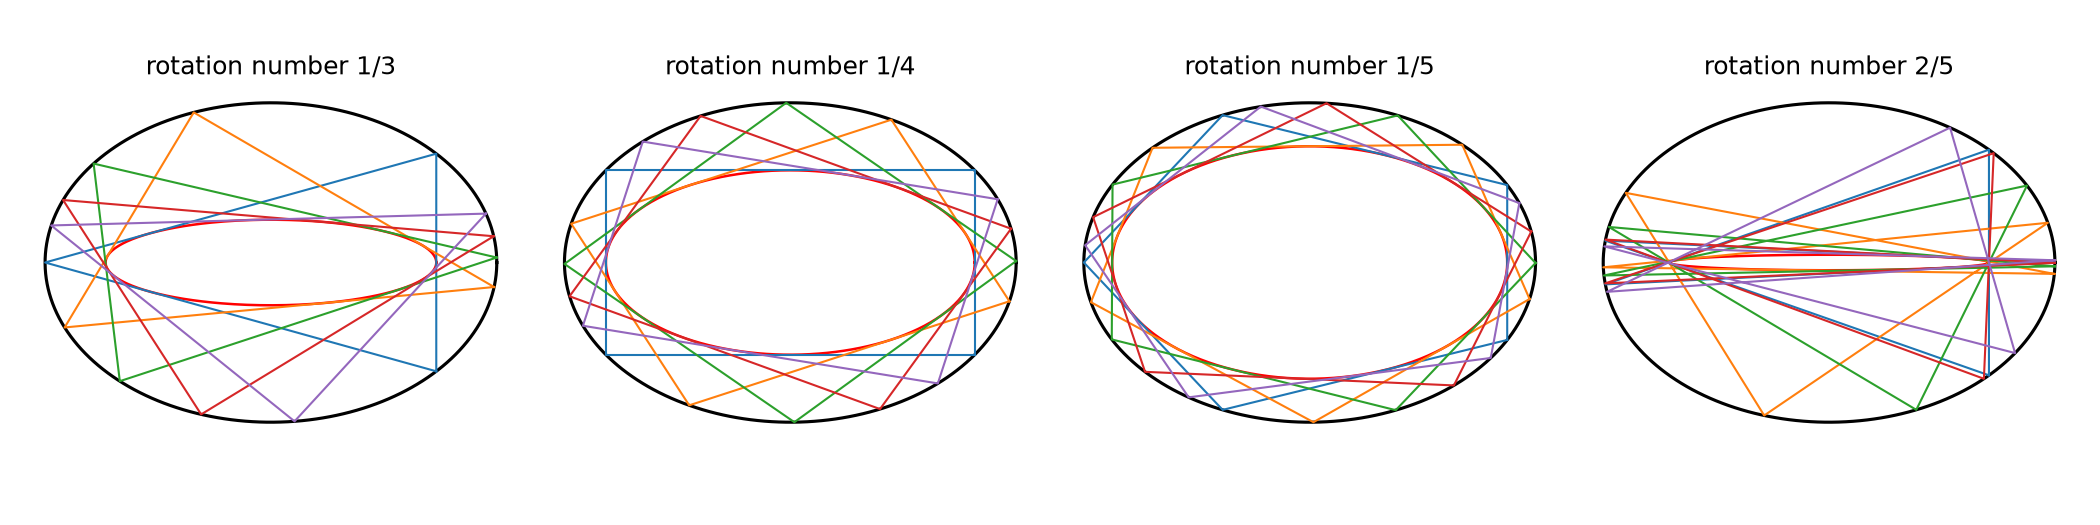 rotation number 1/3
rotation number 1/4
rotation number 1/5
rotation number 2/5